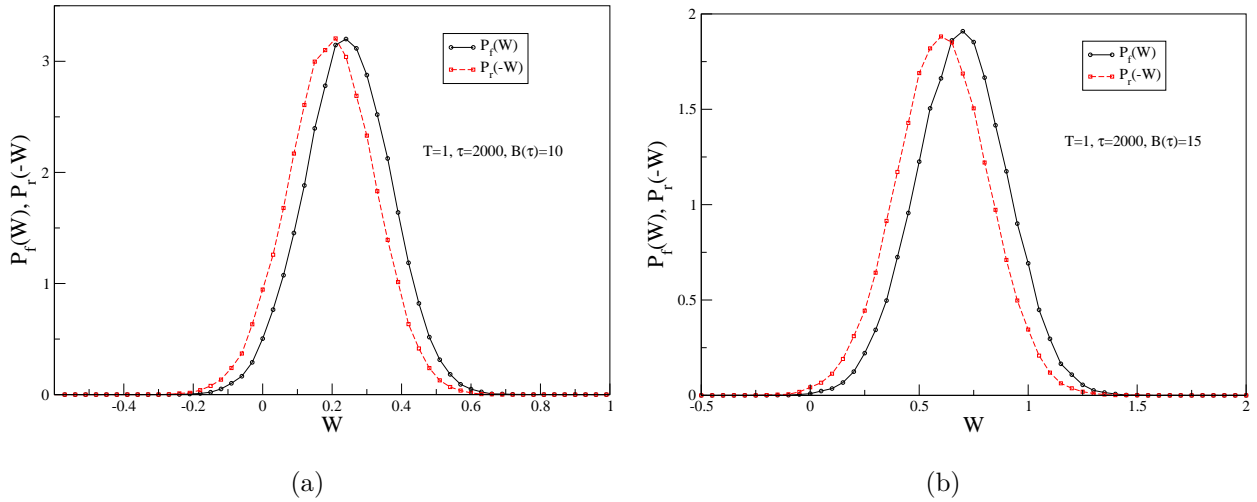 P_f(W), P_r(-W)
3
2
1
0
-0.4
-0.2
0
0.2
0.4
0.6
0.8
1
W
P_f(W)
P_r(-W)
T=1, τ=2000, B(τ)=10
(a)
P_f(W), P_r(-W)
2
1.5
1
0.5
0
-0.5
0
0.5
1
1.5
2
W
P_f(W)
P_r(-W)
T=1, τ=2000, B(τ)=15
(b)